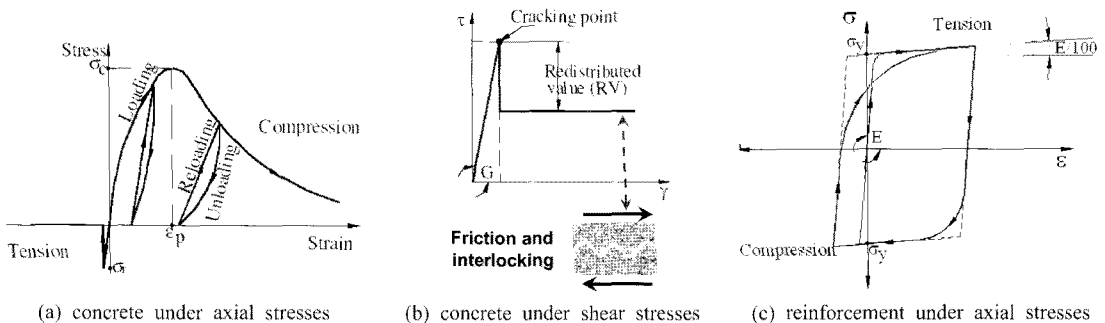 Stress
σc
Loading
Reloading
Unloading
Compression
Tension
σt
εp
Strain
(a) concrete under axial stresses
τ
Cracking point
Redistributed
value (RV)
G
γ
Friction and
interlocking
(b) concrete under shear stresses
σ
Tension
σy
E/100
E
ε
Compression
σy
(c) reinforcement under axial stresses